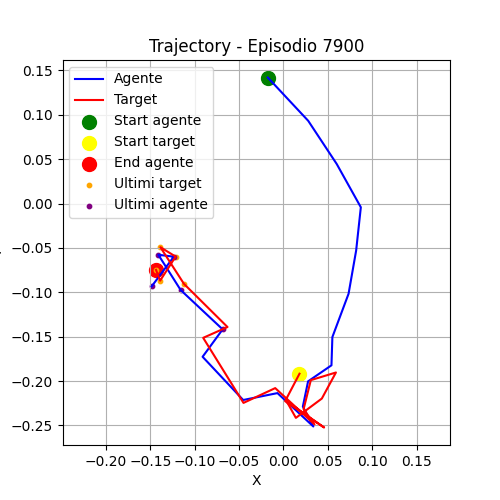 Trajectory - Episodio 7900
Agente
Target
Start agente
Start target
End agente
Ultimi target
Ultimi agente
0.15
0.10
0.05
0.00
−0.05
−0.10
−0.15
−0.20
−0.25
−0.20 −0.15 −0.10 −0.05 0.00 0.05 0.10 0.15
X